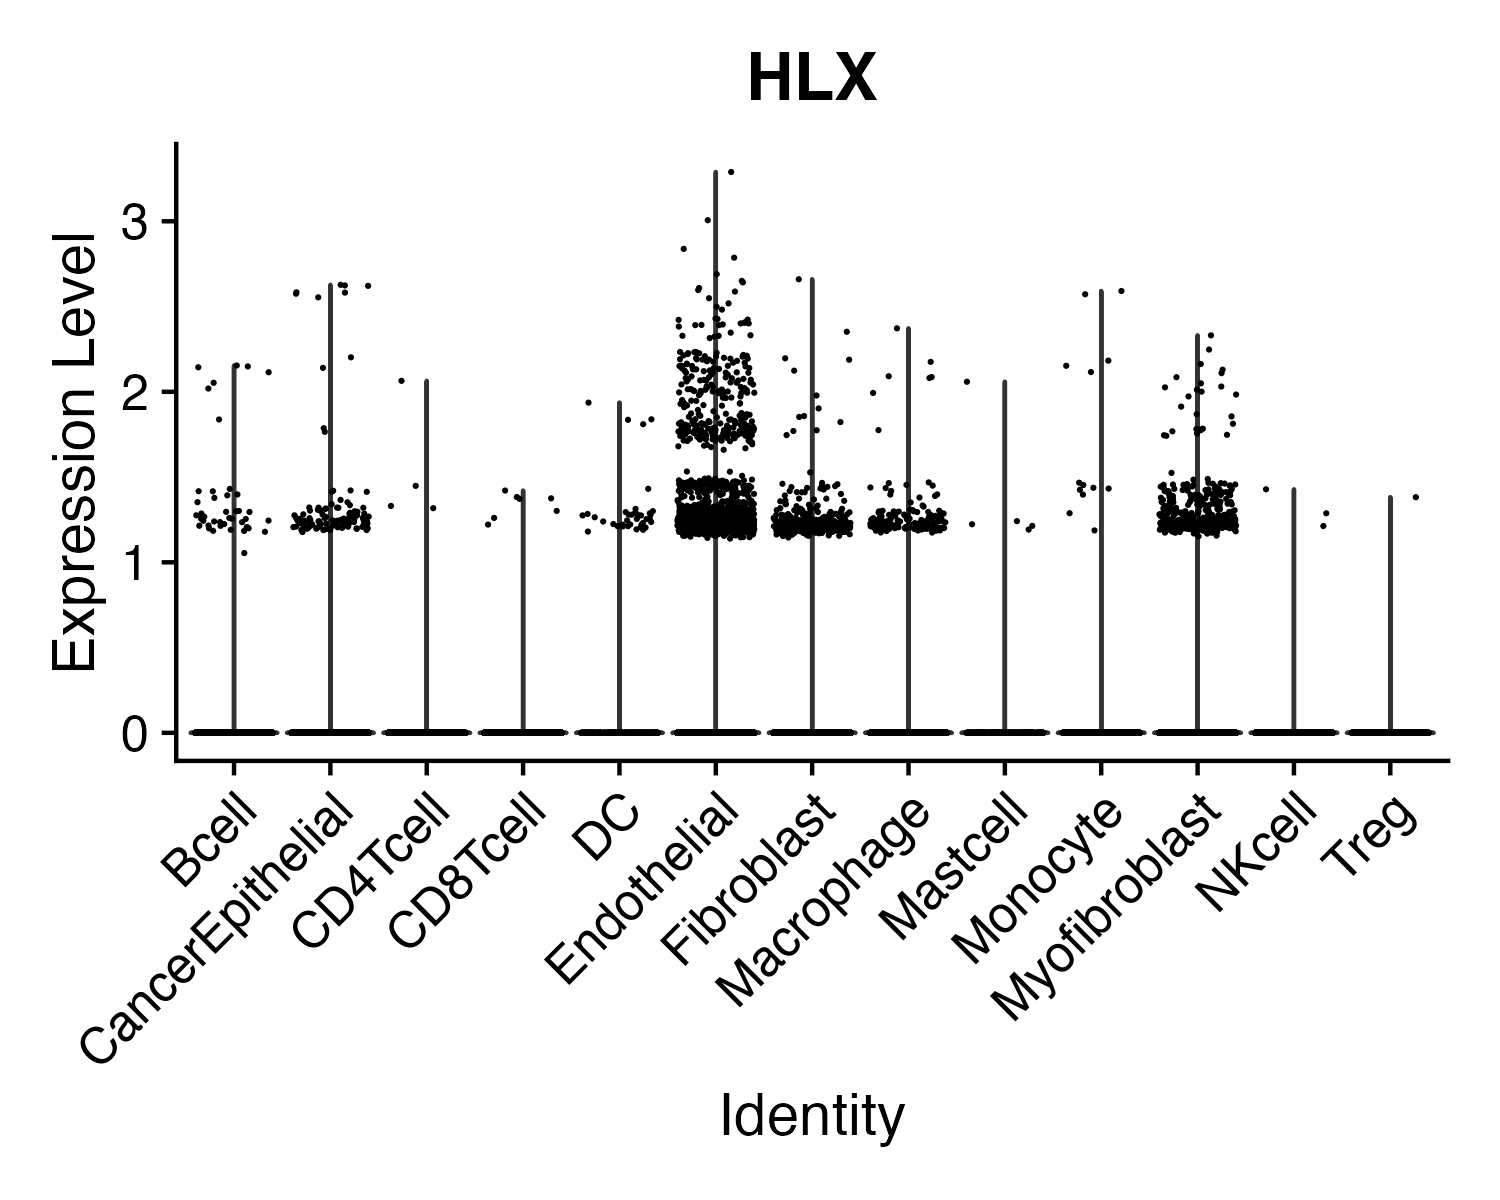 HLX
Expression Level
3
2
1
0
Bcell
CancerEpithelial
CD4Tcell
CD8Tcell
DC
Endothelial
Fibroblast
Macrophage
Mastcell
Monocyte
Myofibroblast
NKcell
Treg
Identity